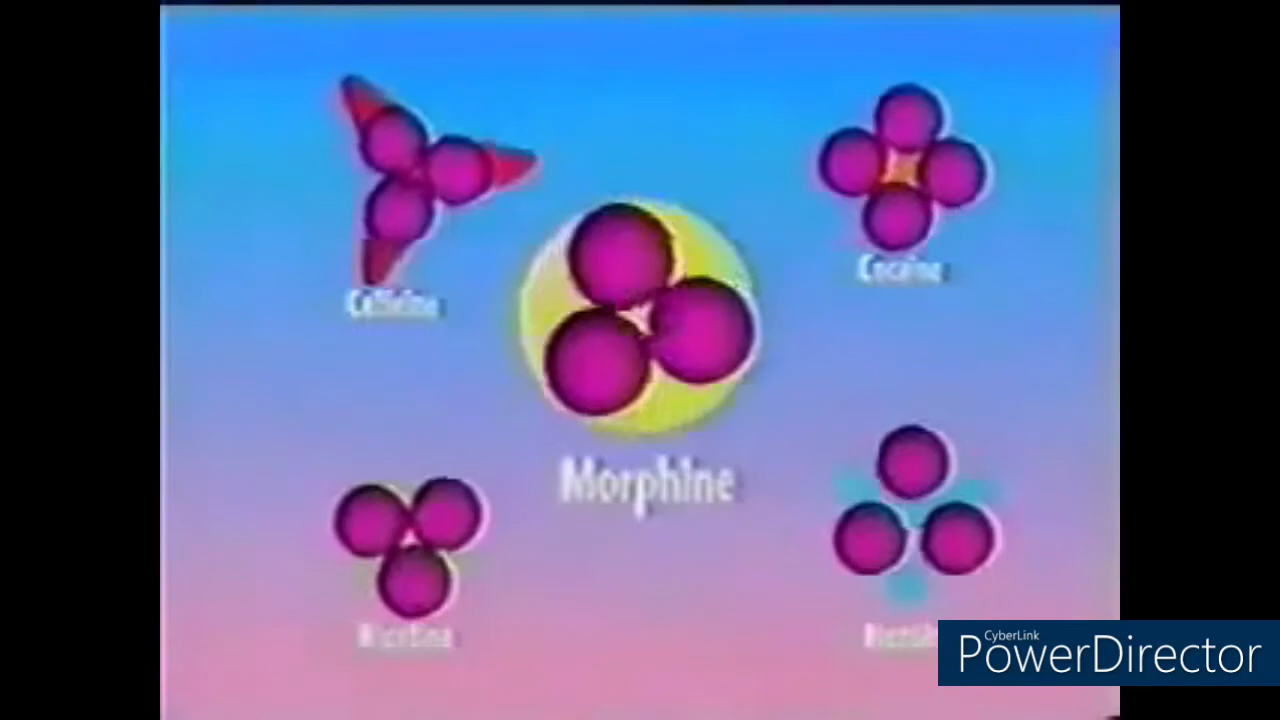 Caffeine
Cocaine
Morphine
Nicotine
CyberLink
PowerDirector